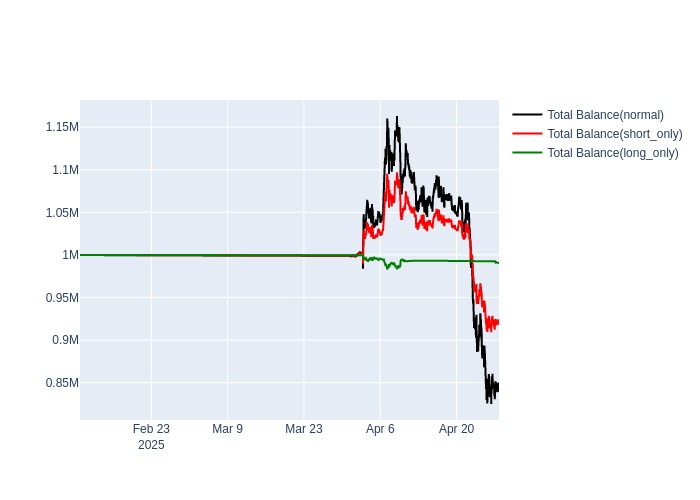 Total Balance(normal)
Total Balance(short_only)
Total Balance(long_only)
1.15M
1.1M
1.05M
1M
0.95M
0.9M
0.85M
Feb 23
2025
Mar 9
Mar 23
Apr 6
Apr 20